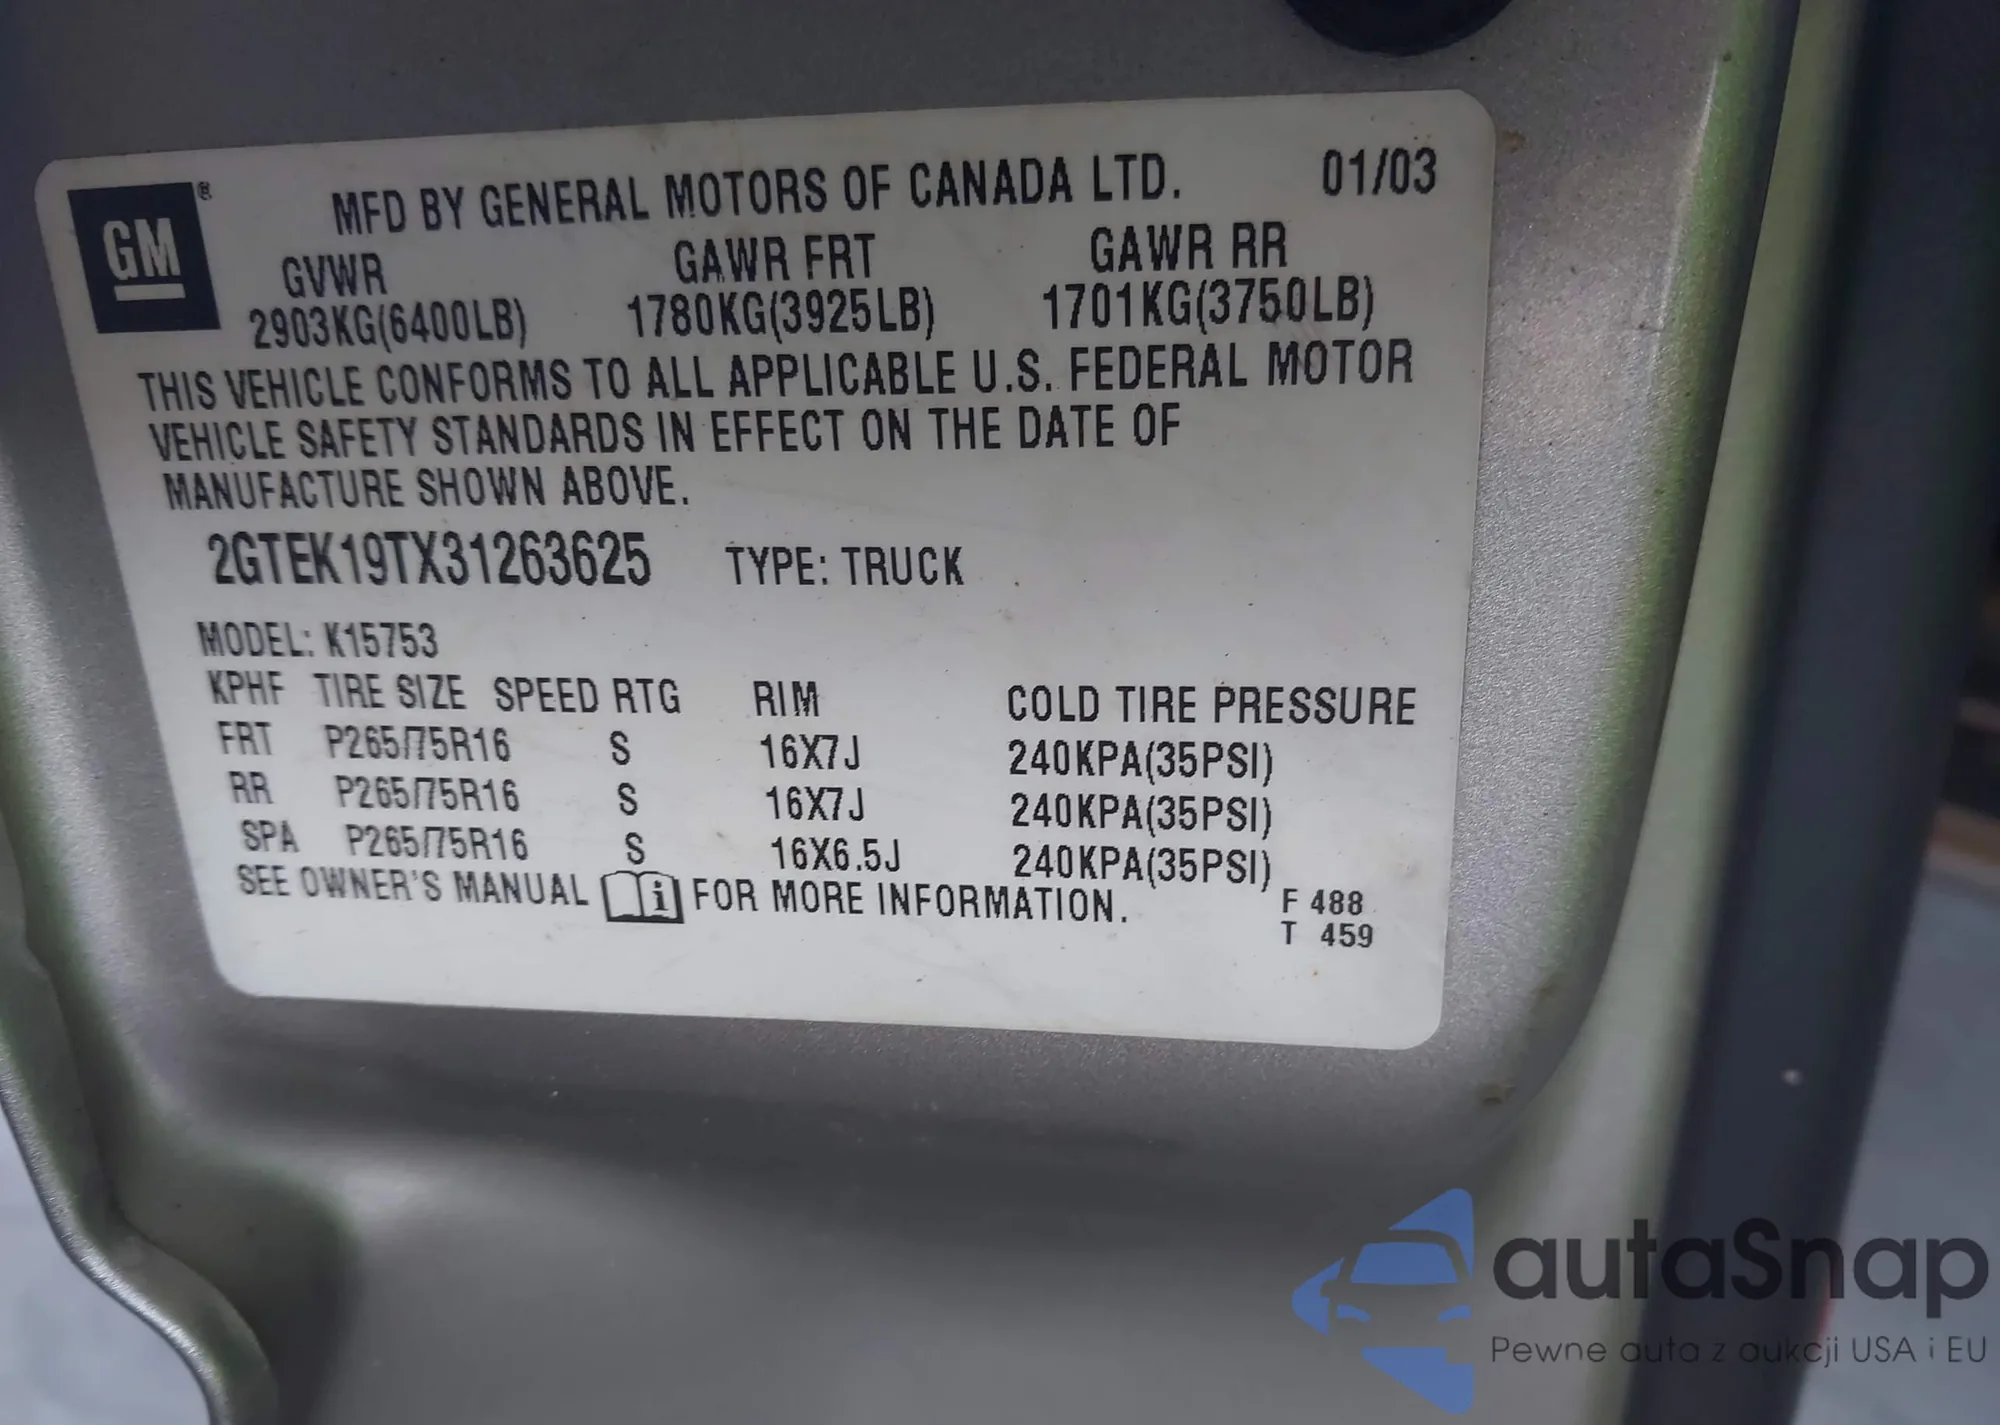 GM ®
MFD BY GENERAL MOTORS OF CANADA LTD. 01/03
GVWR GAWR FRT GAWR RR
2903KG(6400LB) 1780KG(3925LB) 1701KG(3750LB)
THIS VEHICLE CONFORMS TO ALL APPLICABLE U.S. FEDERAL MOTOR
VEHICLE SAFETY STANDARDS IN EFFECT ON THE DATE OF
MANUFACTURE SHOWN ABOVE.
2GTEK19TX31263625 TYPE: TRUCK
MODEL: K15753
KPHF TIRE SIZE SPEED RTG RIM COLD TIRE PRESSURE
FRT P265/75R16 S 16X7J 240KPA(35PSI)
RR P265/75R16 S 16X7J 240KPA(35PSI)
SPA P265/75R16 S 16X6.5J 240KPA(35PSI)
SEE OWNER'S MANUAL i FOR MORE INFORMATION.
F 488
T 459
autaSnap
Pewne auta z aukcji USA i EU